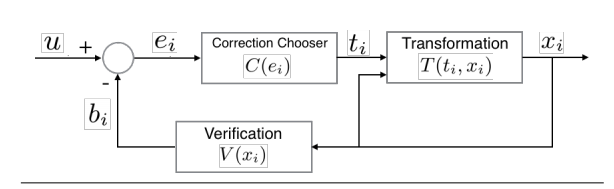 u + e_i
Correction Chooser
C(e_i)
t_i
Transformation
T(t_i, x_i)
x_i
-
b_i
Verification
V(x_i)